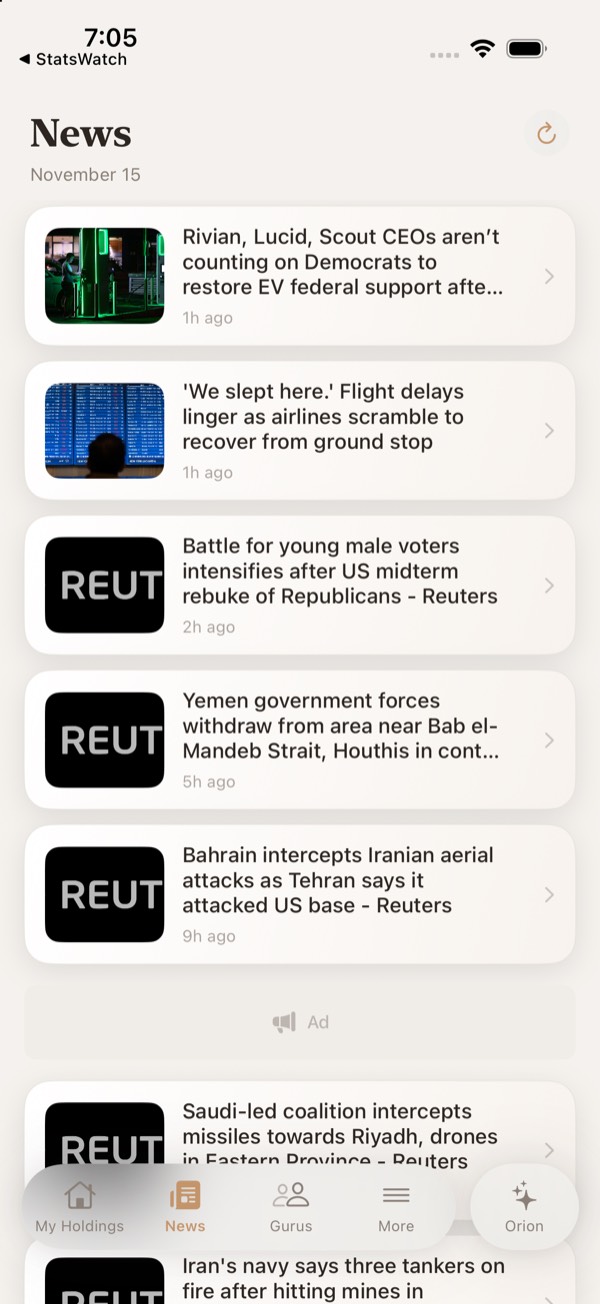 7:05
◀ StatsWatch
News
November 15
Rivian, Lucid, Scout CEOs aren’t
counting on Democrats to
restore EV federal support afte...
1h ago
'We slept here.' Flight delays
linger as airlines scramble to
recover from ground stop
1h ago
REUT
Battle for young male voters
intensifies after US midterm
rebuke of Republicans - Reuters
2h ago
REUT
Yemen government forces
withdraw from area near Bab el-
Mandeb Strait, Houthis in cont...
5h ago
REUT
Bahrain intercepts Iranian aerial
attacks as Tehran says it
attacked US base - Reuters
9h ago
Ad
REUT
Saudi-led coalition intercepts
missiles towards Riyadh, drones
in Eastern Province - Reuters
My Holdings
News
Gurus
More
Orion
REUT
Iran's navy says three tankers on
fire after hitting mines in